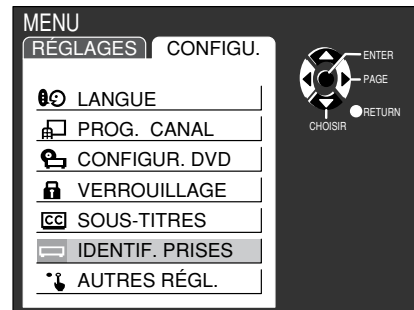 MENU
RÉGLAGES CONFIGU.
LANGUE
PROG. CANAL
CONFIGUR. DVD
VERROUILLAGE
CC SOUS-TITRES
IDENTIF. PRISES
AUTRES RÉGL.
ENTER
PAGE
RETURN
CHOISIR